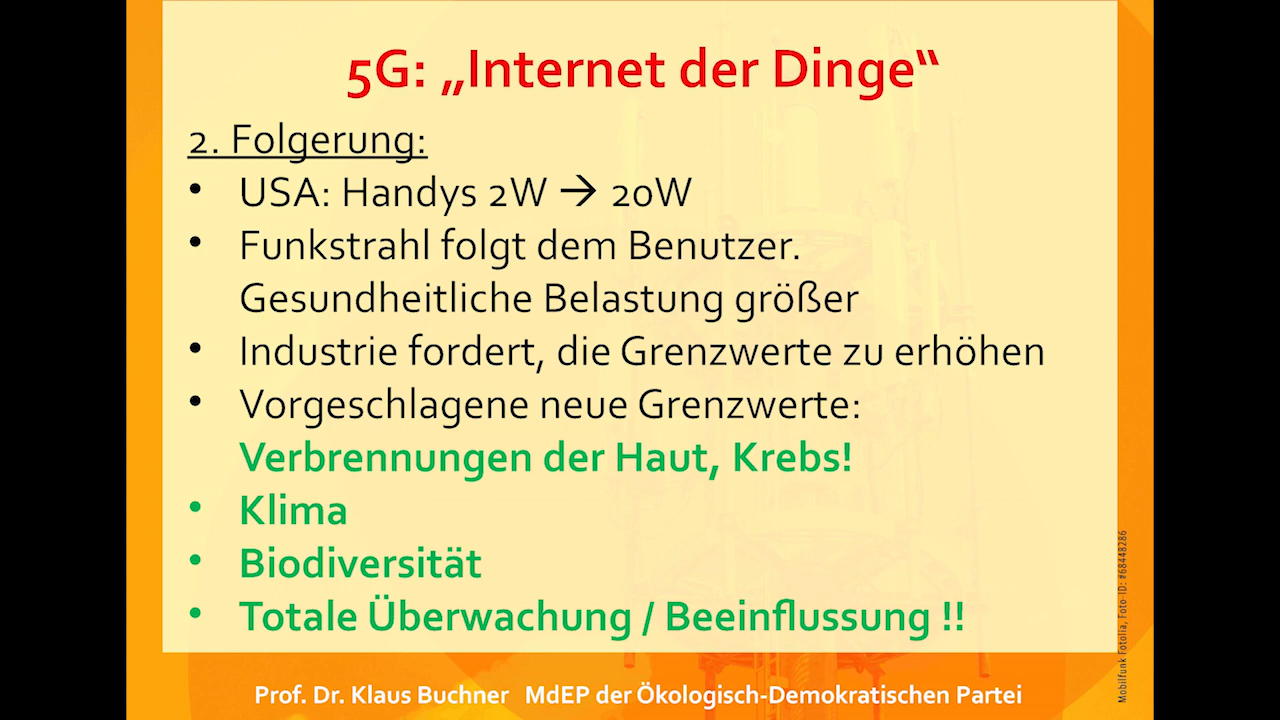 5G: „Internet der Dinge“
2. Folgerung:
• USA: Handys 2W → 20W
• Funkstrahl folgt dem Benutzer.
Gesundheitliche Belastung größer
• Industrie fordert, die Grenzwerte zu erhöhen
• Vorgeschlagene neue Grenzwerte:
Verbrennungen der Haut, Krebs!
• Klima
• Biodiversität
• Totale Überwachung / Beeinflussung !!
Prof. Dr. Klaus Buchner MdEP der Ökologisch-Demokratischen Partei
Mobilfunk Fotolia, Foto-ID: #68448286